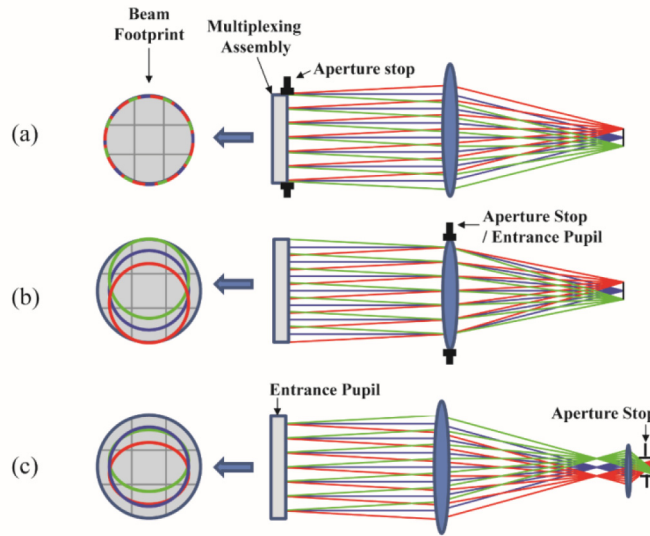 Beam
Footprint
Multiplexing
Assembly
Aperture stop
(a)
Aperture Stop
/ Entrance Pupil
(b)
Entrance Pupil
Aperture Stop
(c)